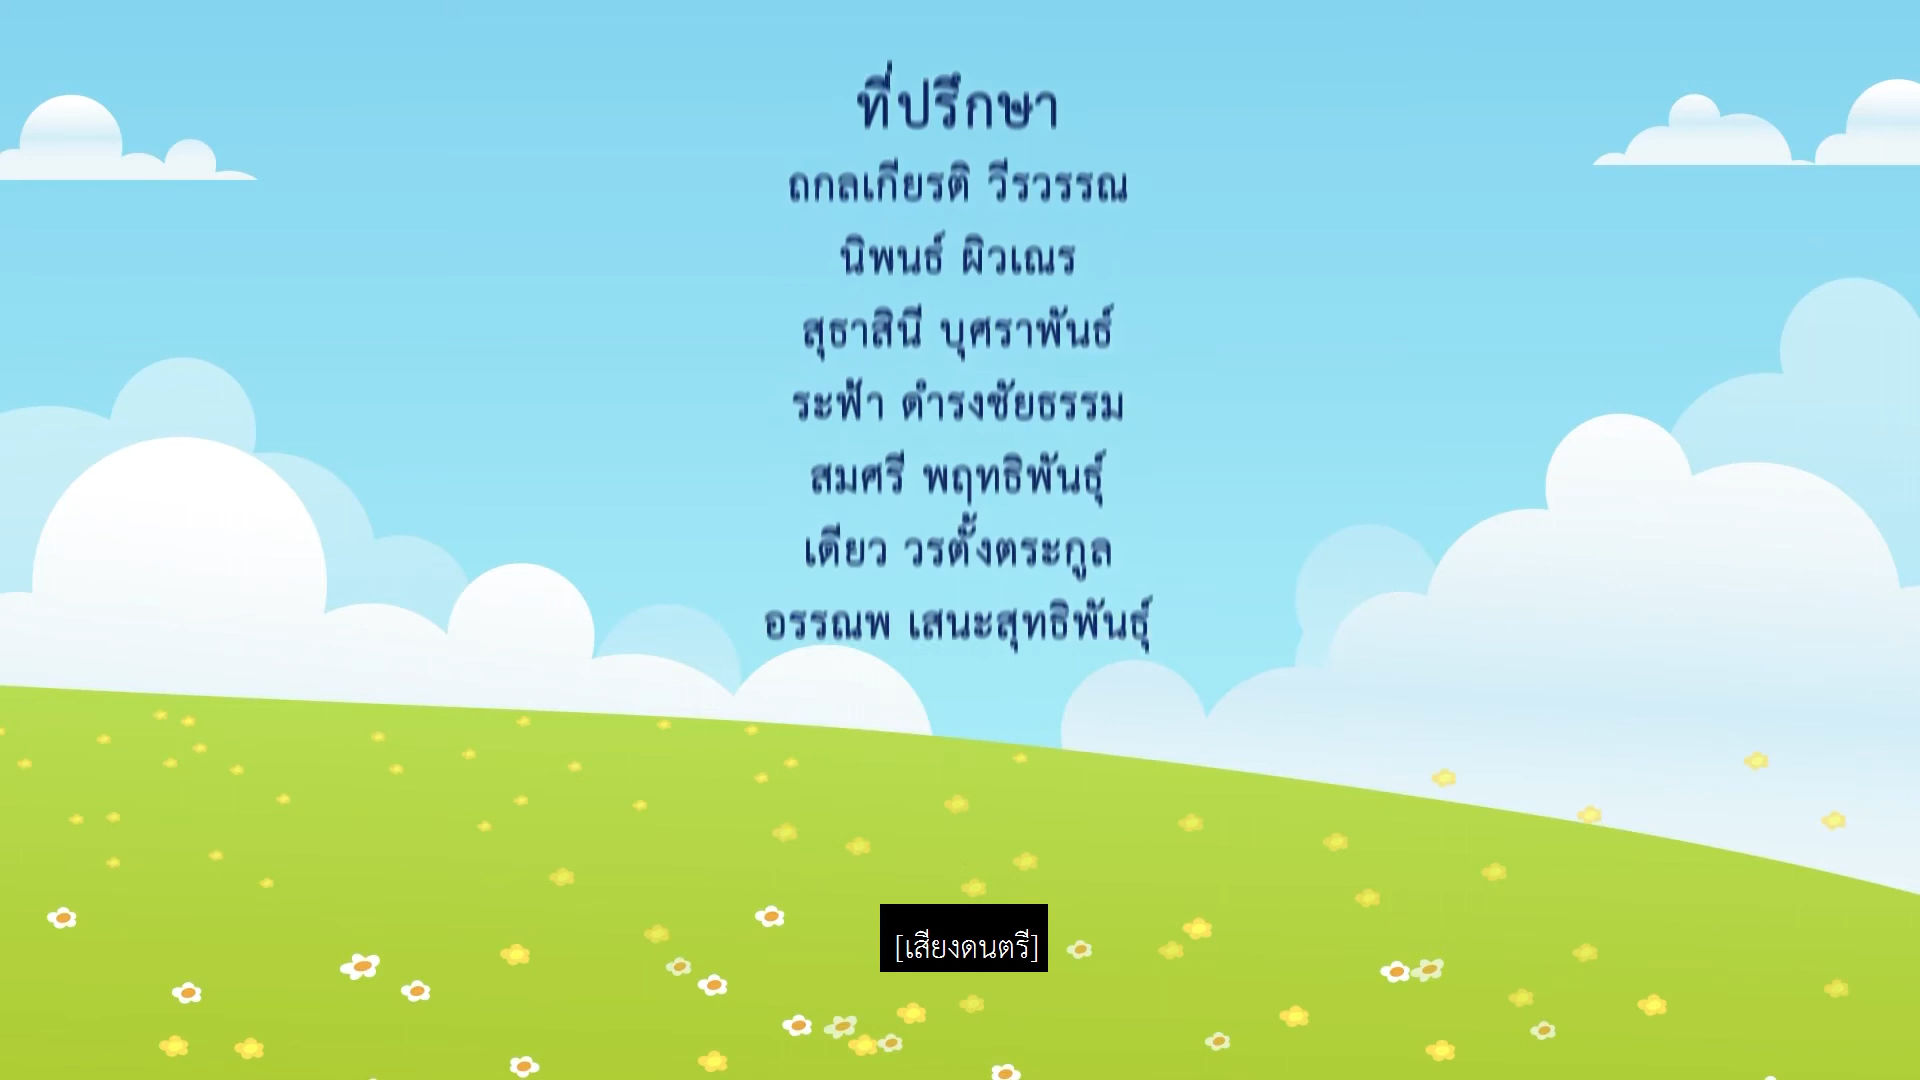 ที่ปรึกษา
ถกลเกียรติ วีรวรรณ
นิพนธ์ ผิวเณร
สุธาสินี บุศราพันธ์
ระฟ้า ดำรงชัยธรรม
สมศรี พฤทธิพันธุ์
เดียว วรตั้งตระกูล
อรรณพ เสนะสุทธิพันธุ์
[เสียงดนตรี]